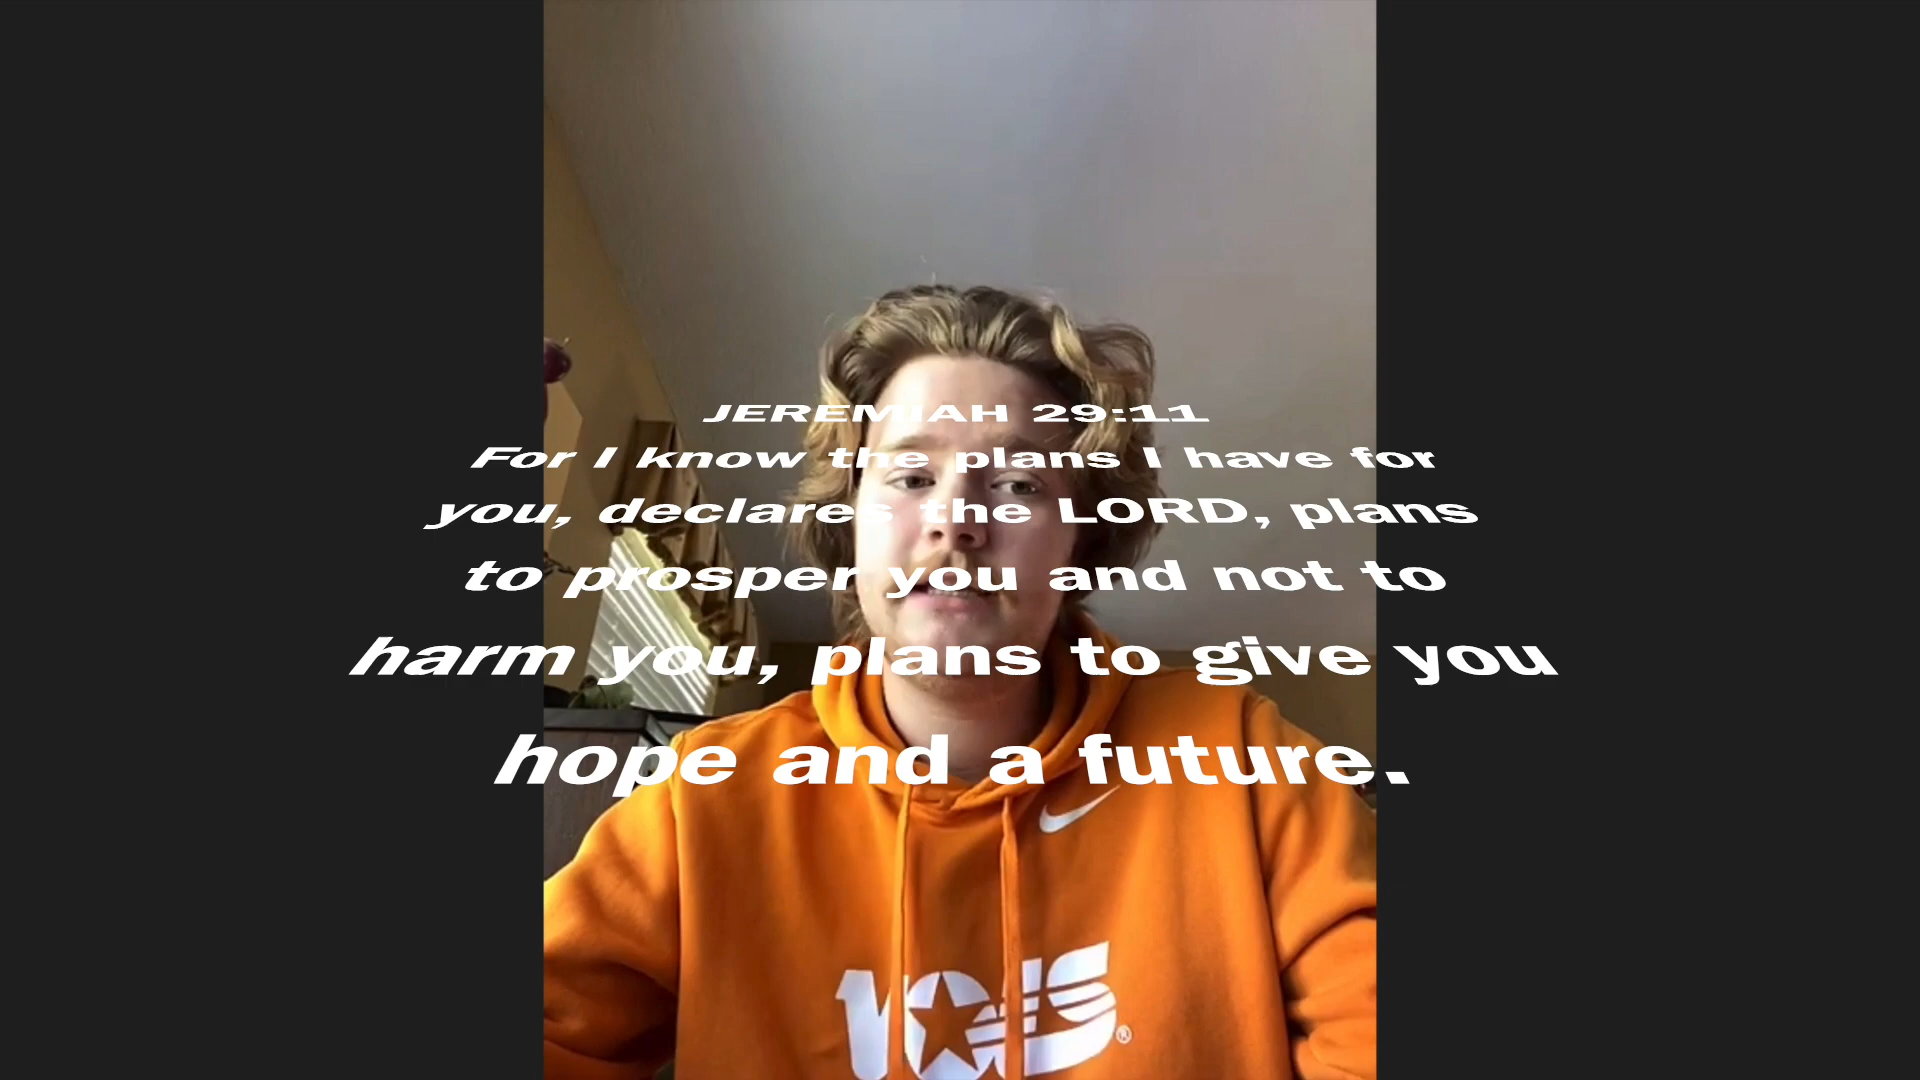 JEREMIAH 29:11
For I know the plans I have for
you, declares the LORD, plans
to prosper you and not to
harm you, plans to give you
hope and a future.
VOLS
®